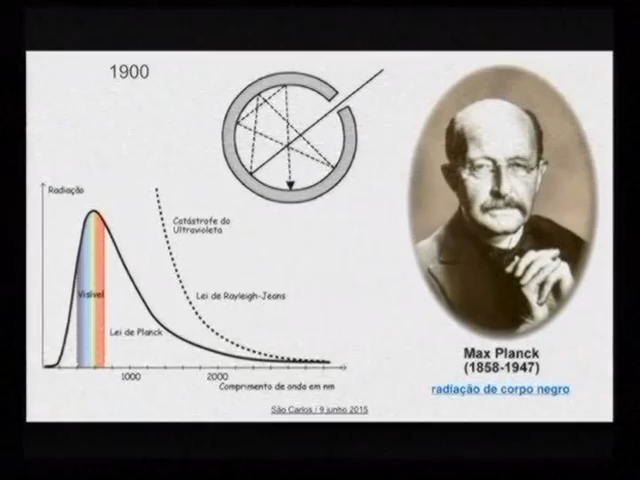 1900
Radiação
Catástrofe do
Ultravioleta
Lei de Rayleigh-Jeans
Visível
Lei de Planck
1000
2000
Comprimento de onda em nm
Max Planck
(1858-1947)
radiação de corpo negro
São Carlos / 9 junho 2015